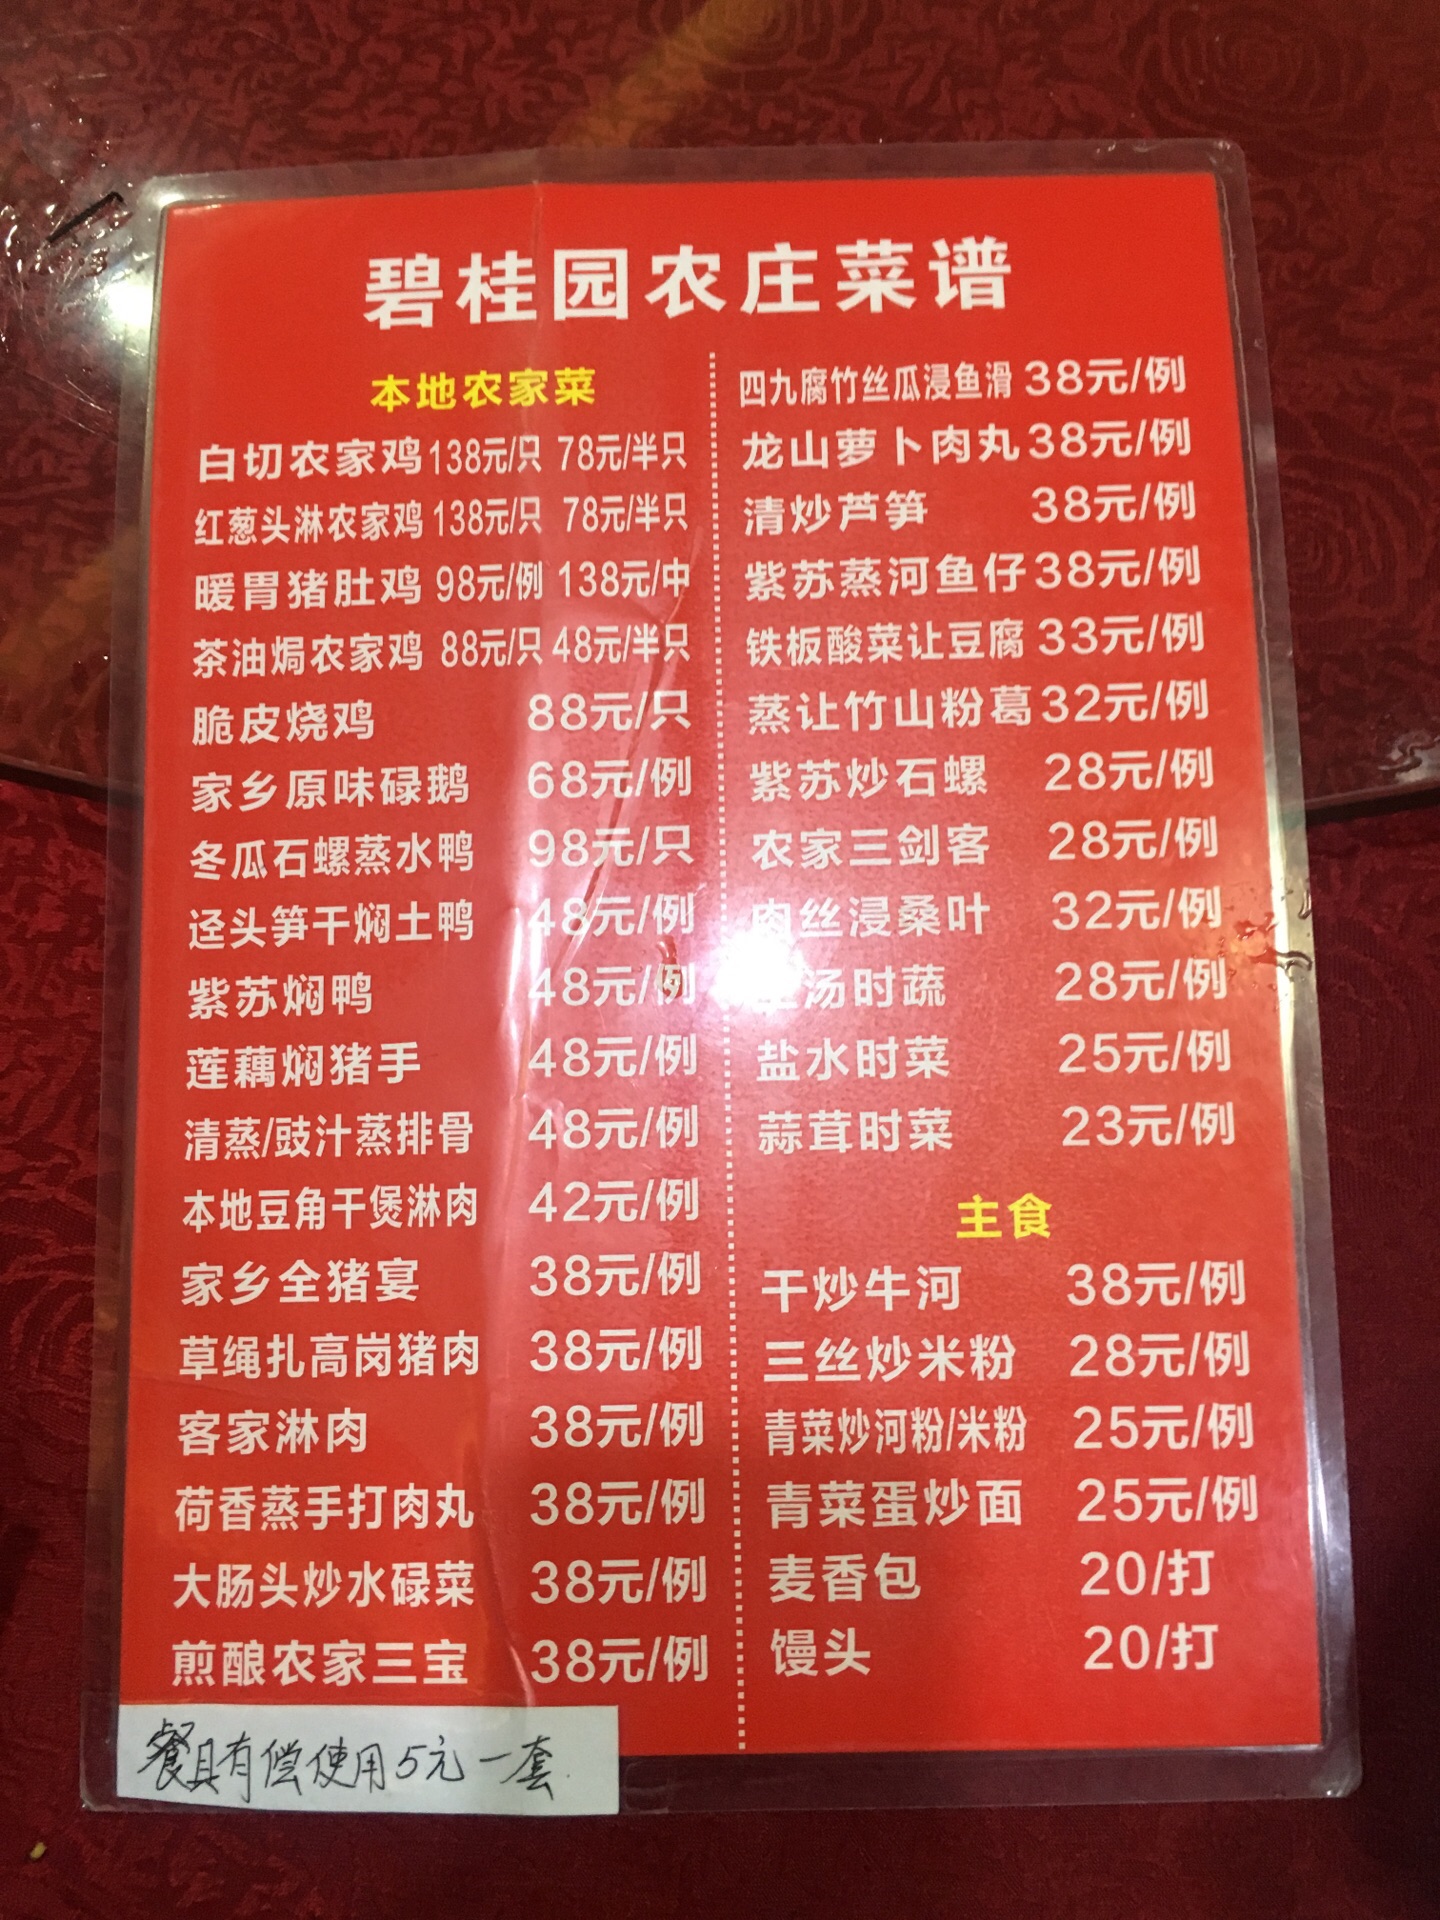 碧桂园农庄菜谱
本地农家菜
白切农家鸡 138元/只 78元/半只
红葱头淋农家鸡 138元/只 78元/半只
暖胃猪肚鸡 98元/例 138元/中
茶油焗农家鸡 88元/只 48元/半只
脆皮烧鸡 88元/只
家乡原味碌鹅 68元/例
冬瓜石螺蒸水鸭 98元/只
迳头笋干焖土鸭 48元/例
紫苏焖鸭 48元/例
莲藕焖猪手 48元/例
清蒸/豉汁蒸排骨 48元/例
本地豆角干煲淋肉 42元/例
家乡全猪宴 38元/例
草绳扎高岗猪肉 38元/例
客家淋肉 38元/例
荷香蒸手打肉丸 38元/例
大肠头炒水碌菜 38元/例
煎酿农家三宝 38元/例
四九腐竹丝瓜浸鱼滑 38元/例
龙山萝卜肉丸 38元/例
清炒芦笋 38元/例
紫苏蒸河鱼仔 38元/例
铁板酸菜让豆腐 33元/例
蒸让竹山粉葛 32元/例
紫苏炒石螺 28元/例
农家三剑客 28元/例
肉丝浸桑叶 32元/例
汤时蔬 28元/例
盐水时菜 25元/例
蒜茸时菜 23元/例
主食
干炒牛河 38元/例
三丝炒米粉 28元/例
青菜炒河粉/米粉 25元/例
青菜蛋炒面 25元/例
麦香包 20/打
馒头 20/打
餐具有偿使用5元一套.